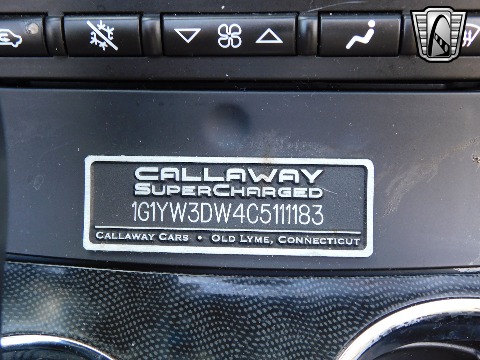 CALLAWAY
SUPERCHARGED
1G1YW3DW4C5111183
CALLAWAY CARS • OLD LYME, CONNECTICUT